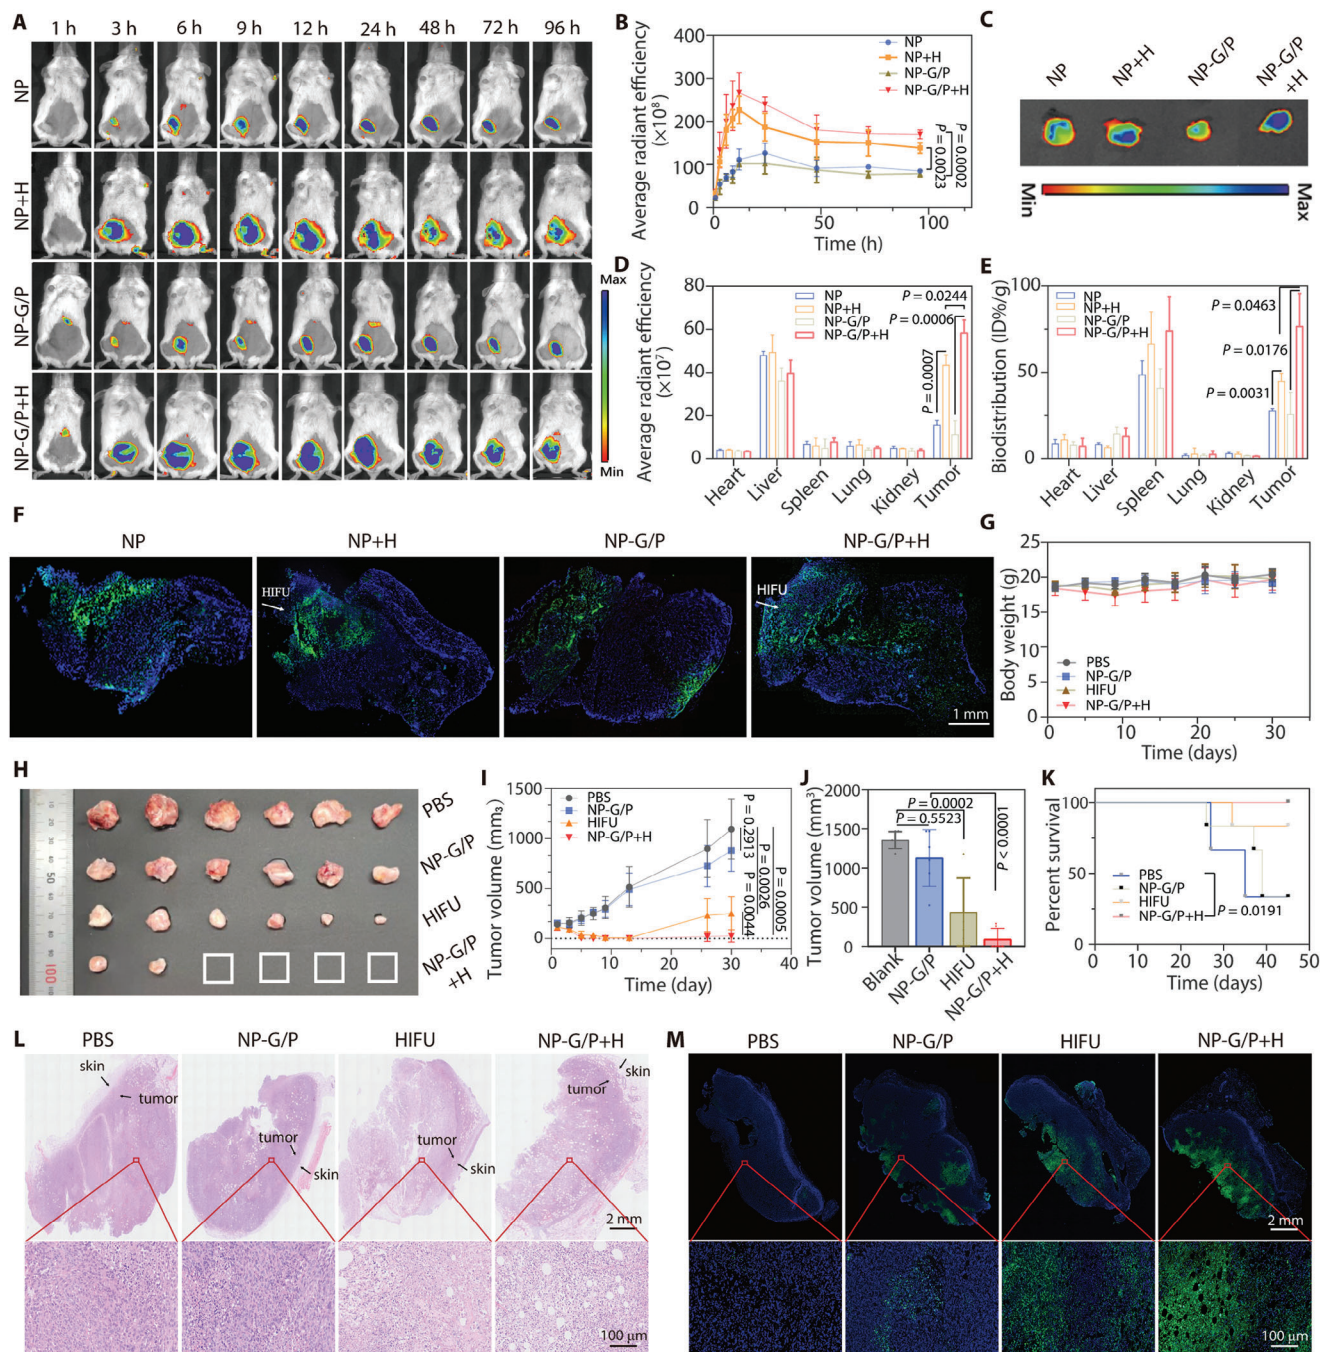 A
1 h 3 h 6 h 9 h 12 h 24 h 48 h 72 h 96 h
NP
NP+H
NP-G/P
NP-G/P+H
Max
Min
B
Average radiant efficiency
(×10⁸)
400
300
200
100
0
0 50 100
Time (h)
NP
NP+H
NP-G/P
NP-G/P+H
P = 0.0023
P = 0.0002
C
NP
NP+H
NP-G/P
NP-G/P
+H
Min
Max
D
Average radiant efficiency
(×10⁷)
80
60
40
20
0
NP
NP+H
NP-G/P
NP-G/P+H
P = 0.0244
P = 0.0006
P = 0.0007
Heart Liver Spleen Lung Kidney Tumor
E
Biodistribution (ID%/g)
100
50
0
NP
NP+H
NP-G/P
NP-G/P+H
P = 0.0463
P = 0.0176
P = 0.0031
Heart Liver Spleen Lung Kidney Tumor
F
NP NP+H NP-G/P NP-G/P+H
HIFU
HIFU
1 mm
G
Body weight (g)
25
20
15
10
5
0
PBS
NP-G/P
HIFU
NP-G/P+H
0 10 20 30
Time (days)
H
PBS
NP-G/P
HIFU
NP-G/P
+H
I
Tumor volume (mm₃)
1500
1000
500
0
PBS
NP-G/P
HIFU
NP-G/P+H
P = 0.2913
P = 0.0026
P = 0.0044
P = 0.0005
0 10 20 30 40
Time (day)
J
Tumor volume (mm³)
2000
1500
1000
500
0
P = 0.0002
P = 0.5523
P < 0.0001
Blank
NP-G/P
HIFU
NP-G/P+H
K
Percent survival
100
50
0
PBS
NP-G/P
HIFU
NP-G/P+H
P = 0.0191
0 10 20 30 40 50
Time (days)
L
PBS NP-G/P HIFU NP-G/P+H
skin
tumor
tumor
skin
tumor
skin
skin
tumor
2 mm
100 μm
M
PBS NP-G/P HIFU NP-G/P+H
2 mm
100 μm